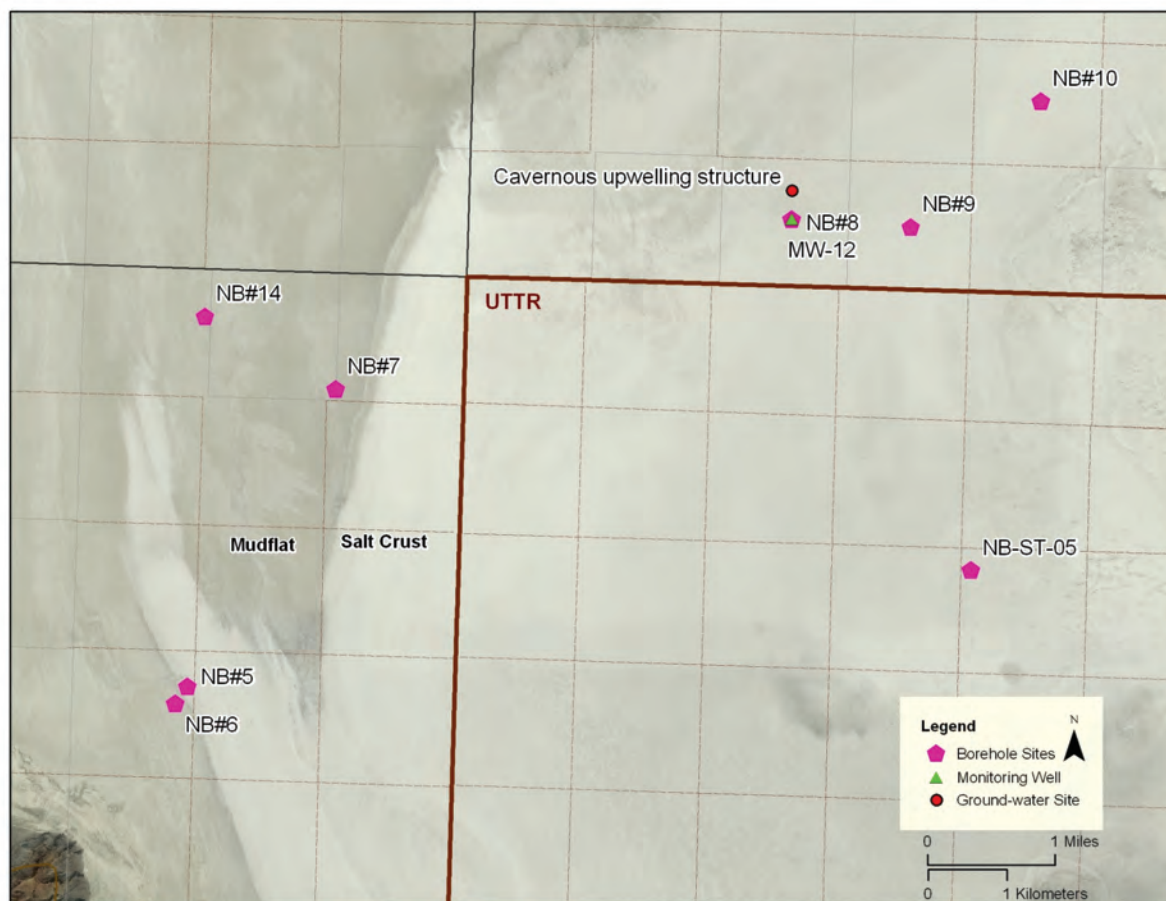 NB#10
Cavernous upwelling structure
NB#9
NB#8
MW-12
NB#14
UTTR
NB#7
Mudflat
Salt Crust
NB-ST-05
NB#5
NB#6
Legend
N
Borehole Sites
Monitoring Well
Ground-water Site
0 1 Miles
0 1 Kilometers